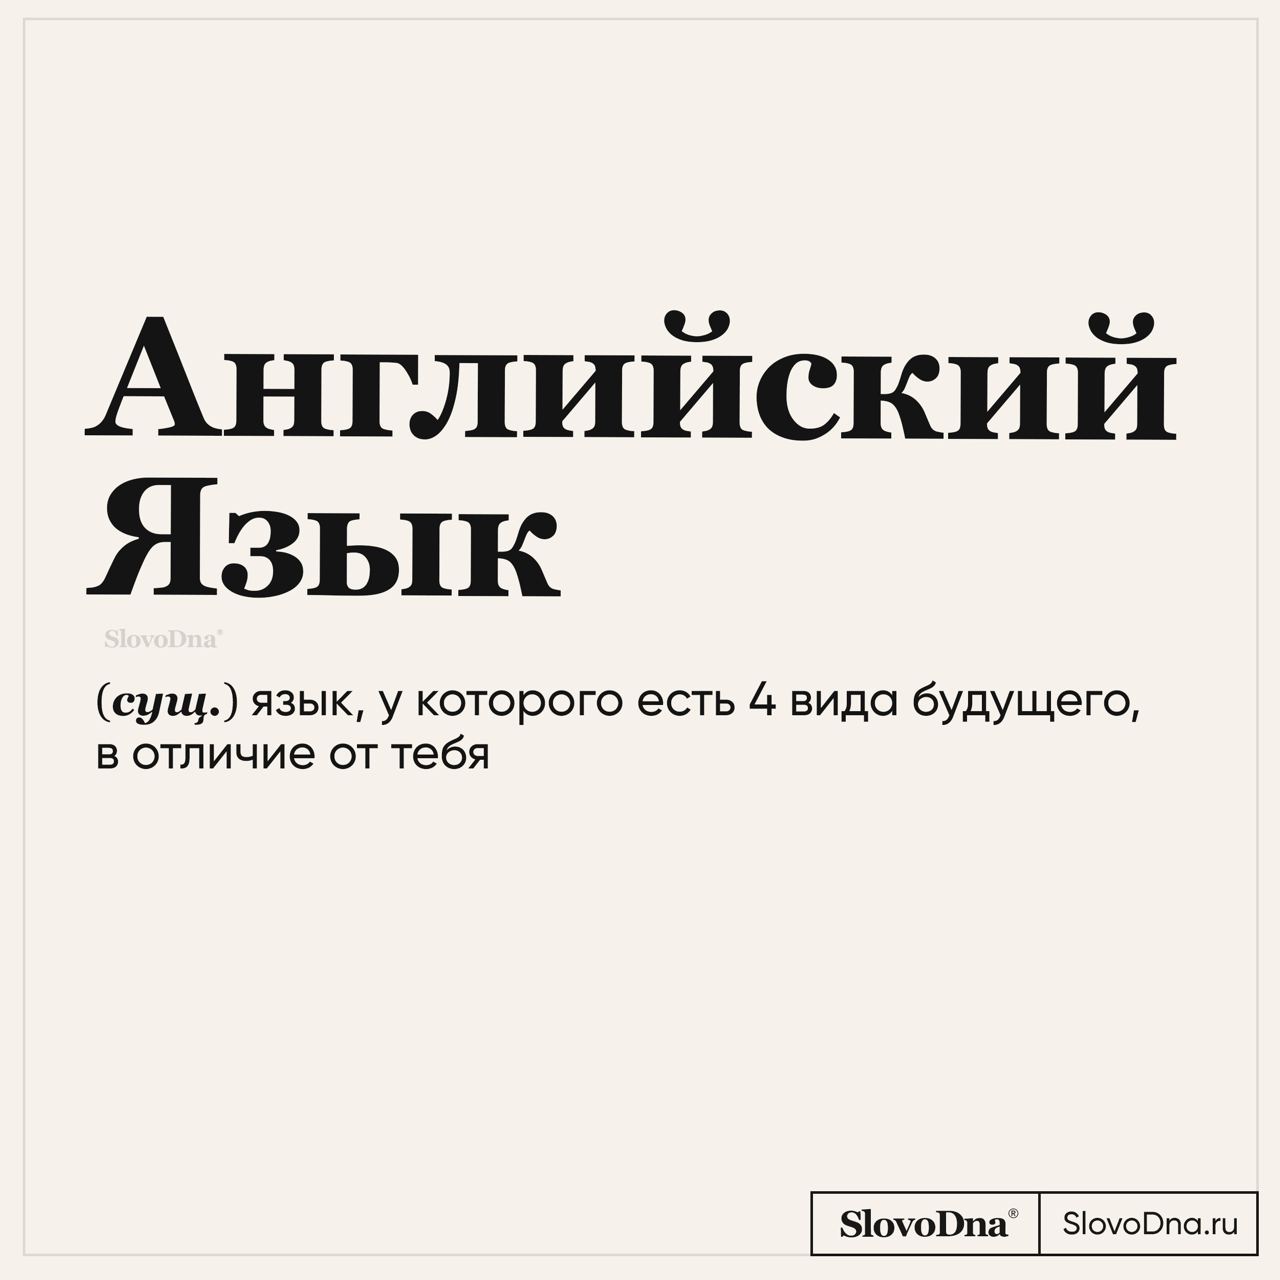 Английский
Язык
SlovoDna®
(сущ.) язык, у которого есть 4 вида будущего,
в отличие от тебя
SlovoDna® SlovoDna.ru